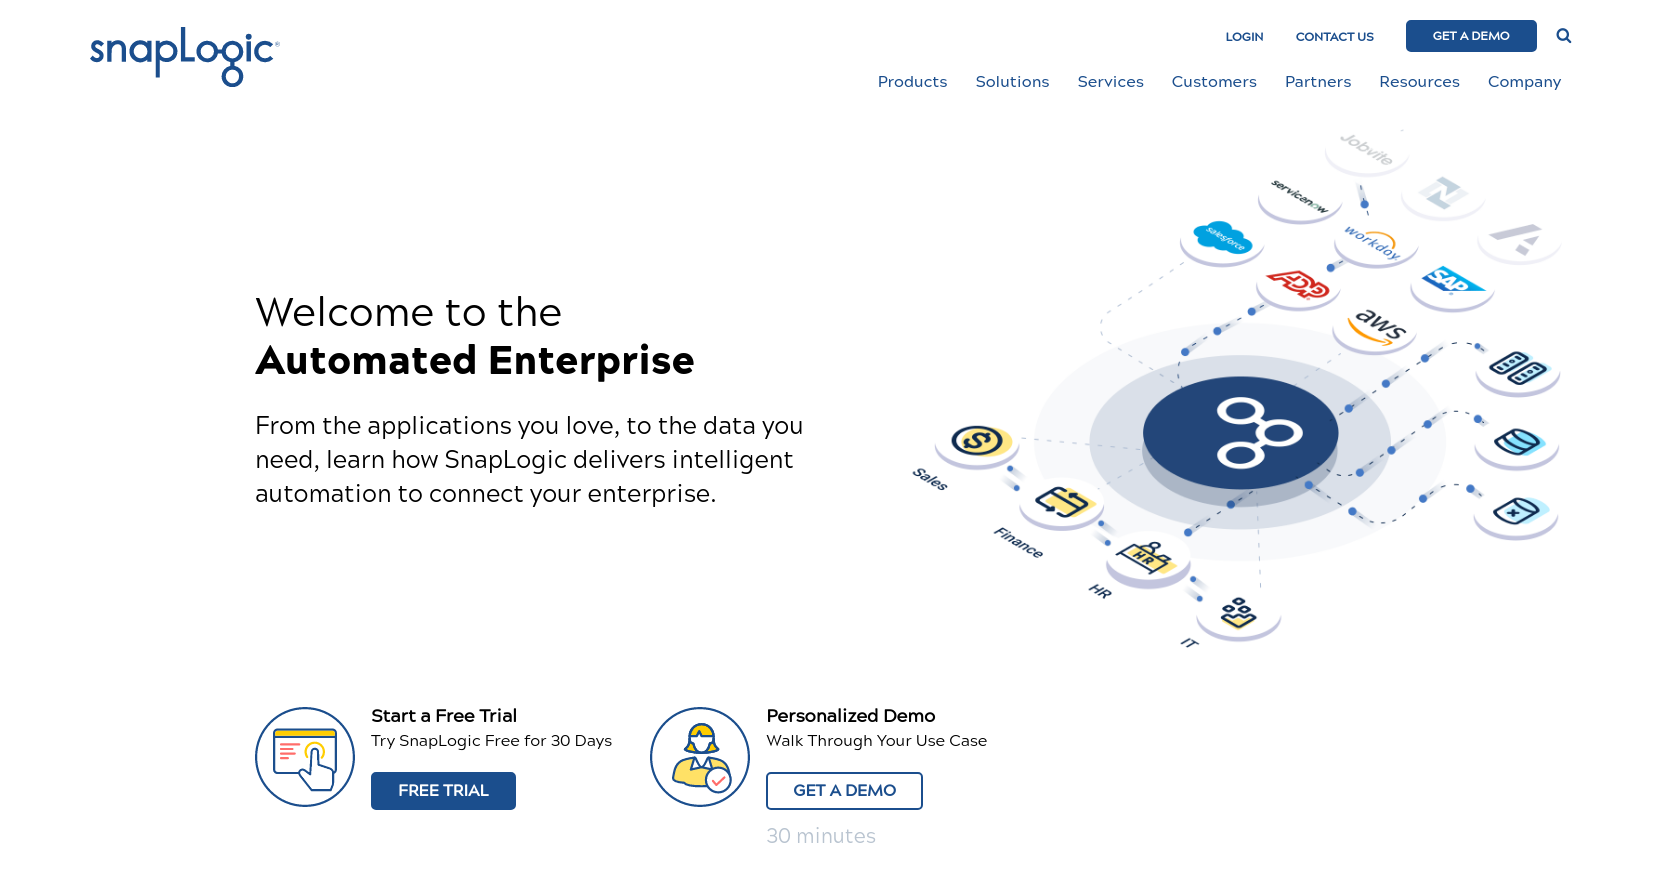 snapLogic®
LOGIN
CONTACT US
GET A DEMO
Products
Solutions
Services
Customers
Partners
Resources
Company
Jobvite
servicenow
salesforce
workday
ADP
SAP
aws
Welcome to the
Automated Enterprise
From the applications you love, to the data you
need, learn how SnapLogic delivers intelligent
automation to connect your enterprise.
Sales
Finance
HR
HR
IT
Start a Free Trial
Try SnapLogic Free for 30 Days
FREE TRIAL
Personalized Demo
Walk Through Your Use Case
GET A DEMO
30 minutes